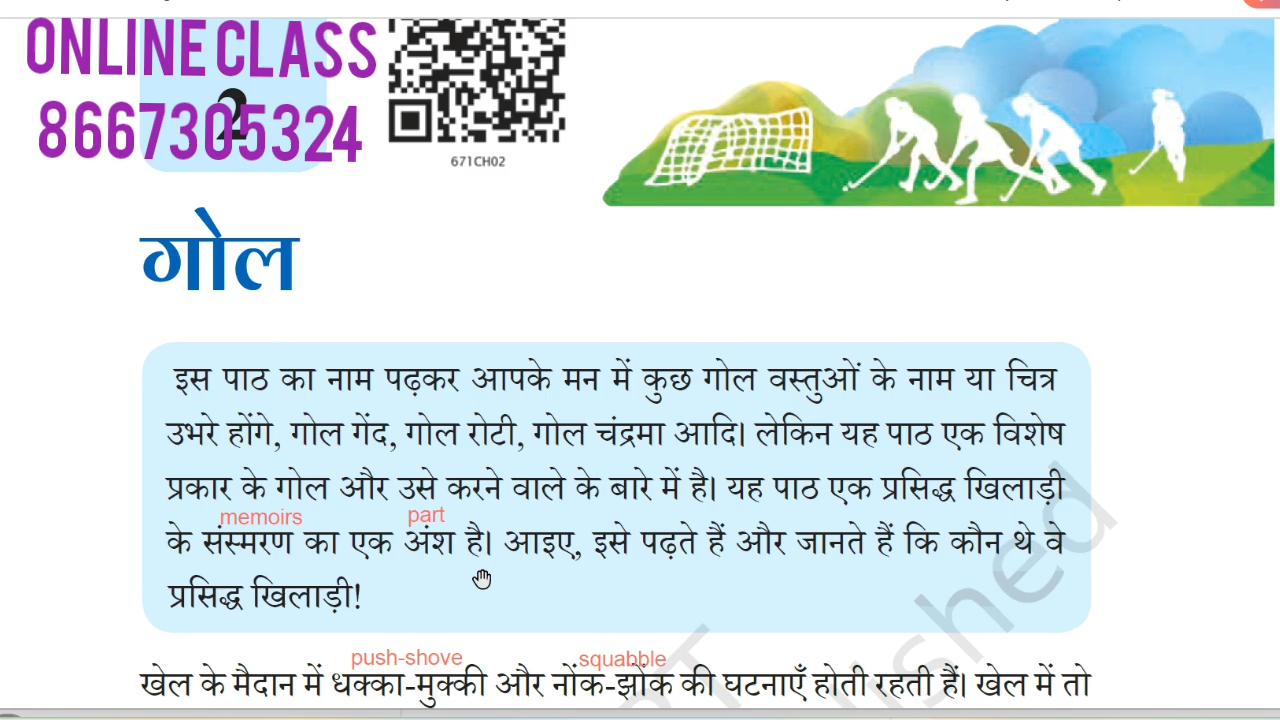 ONLINE CLASS
8667305324
2
671CH02
गोल
इस पाठ का नाम पढ़कर आपके मन में कुछ गोल वस्तुओं के नाम या चित्र
उभरे होंगे, गोल गेंद, गोल रोटी, गोल चंद्रमा आदि। लेकिन यह पाठ एक विशेष
प्रकार के गोल और उसे करने वाले के बारे में है। यह पाठ एक प्रसिद्ध खिलाड़ी
memoirs part
के संस्मरण का एक अंश है। आइए, इसे पढ़ते हैं और जानते हैं कि कौन थे वे
प्रसिद्ध खिलाड़ी!
push-shove squabble
खेल के मैदान में धक्का-मुक्की और नोंक-झोंक की घटनाएँ होती रहती हैं। खेल में तो